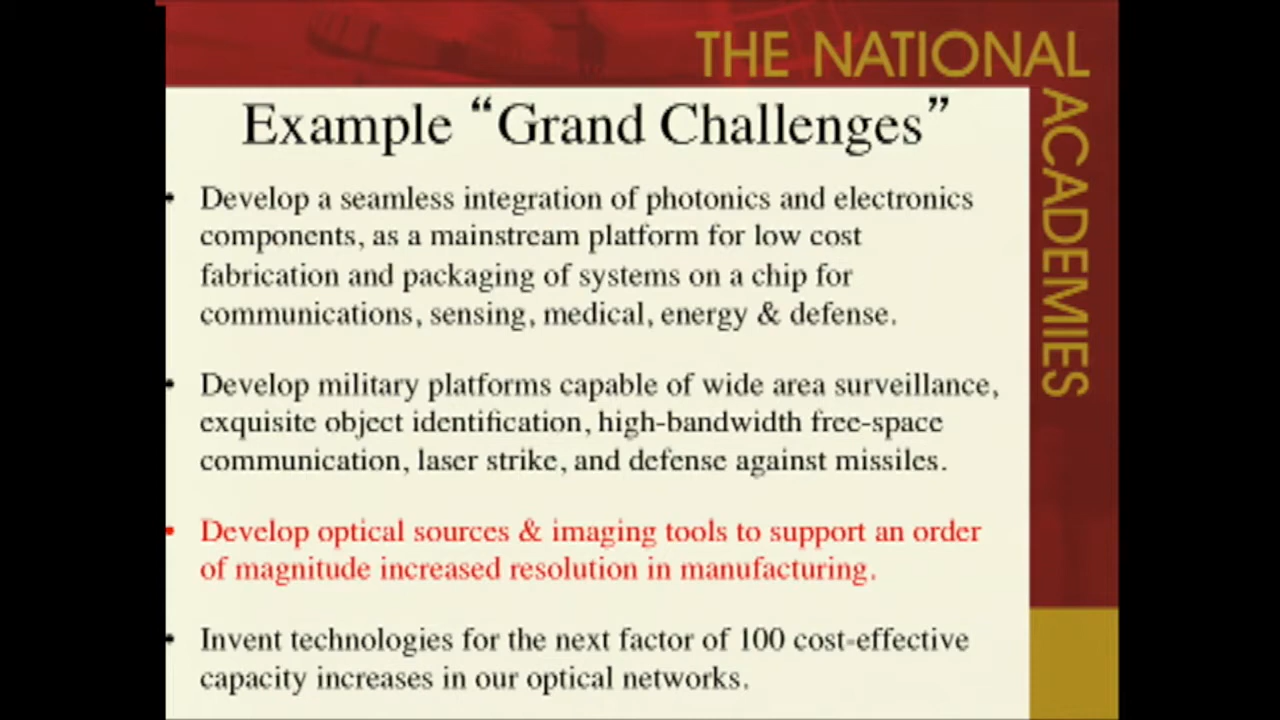 THE NATIONAL
ACADEMIES
Example “Grand Challenges”
• Develop a seamless integration of photonics and electronics
components, as a mainstream platform for low cost
fabrication and packaging of systems on a chip for
communications, sensing, medical, energy & defense.
• Develop military platforms capable of wide area surveillance,
exquisite object identification, high-bandwidth free-space
communication, laser strike, and defense against missiles.
• Develop optical sources & imaging tools to support an order
of magnitude increased resolution in manufacturing.
• Invent technologies for the next factor of 100 cost-effective
capacity increases in our optical networks.